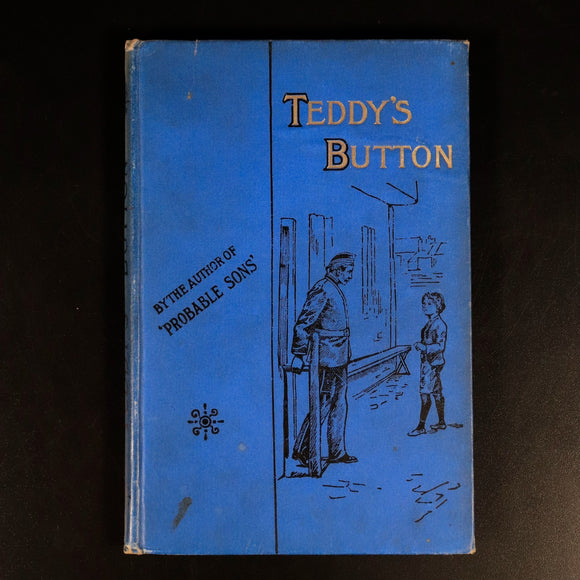 TEDDY'S
BUTTON
BY THE AUTHOR OF
'PROBABLE SONS'